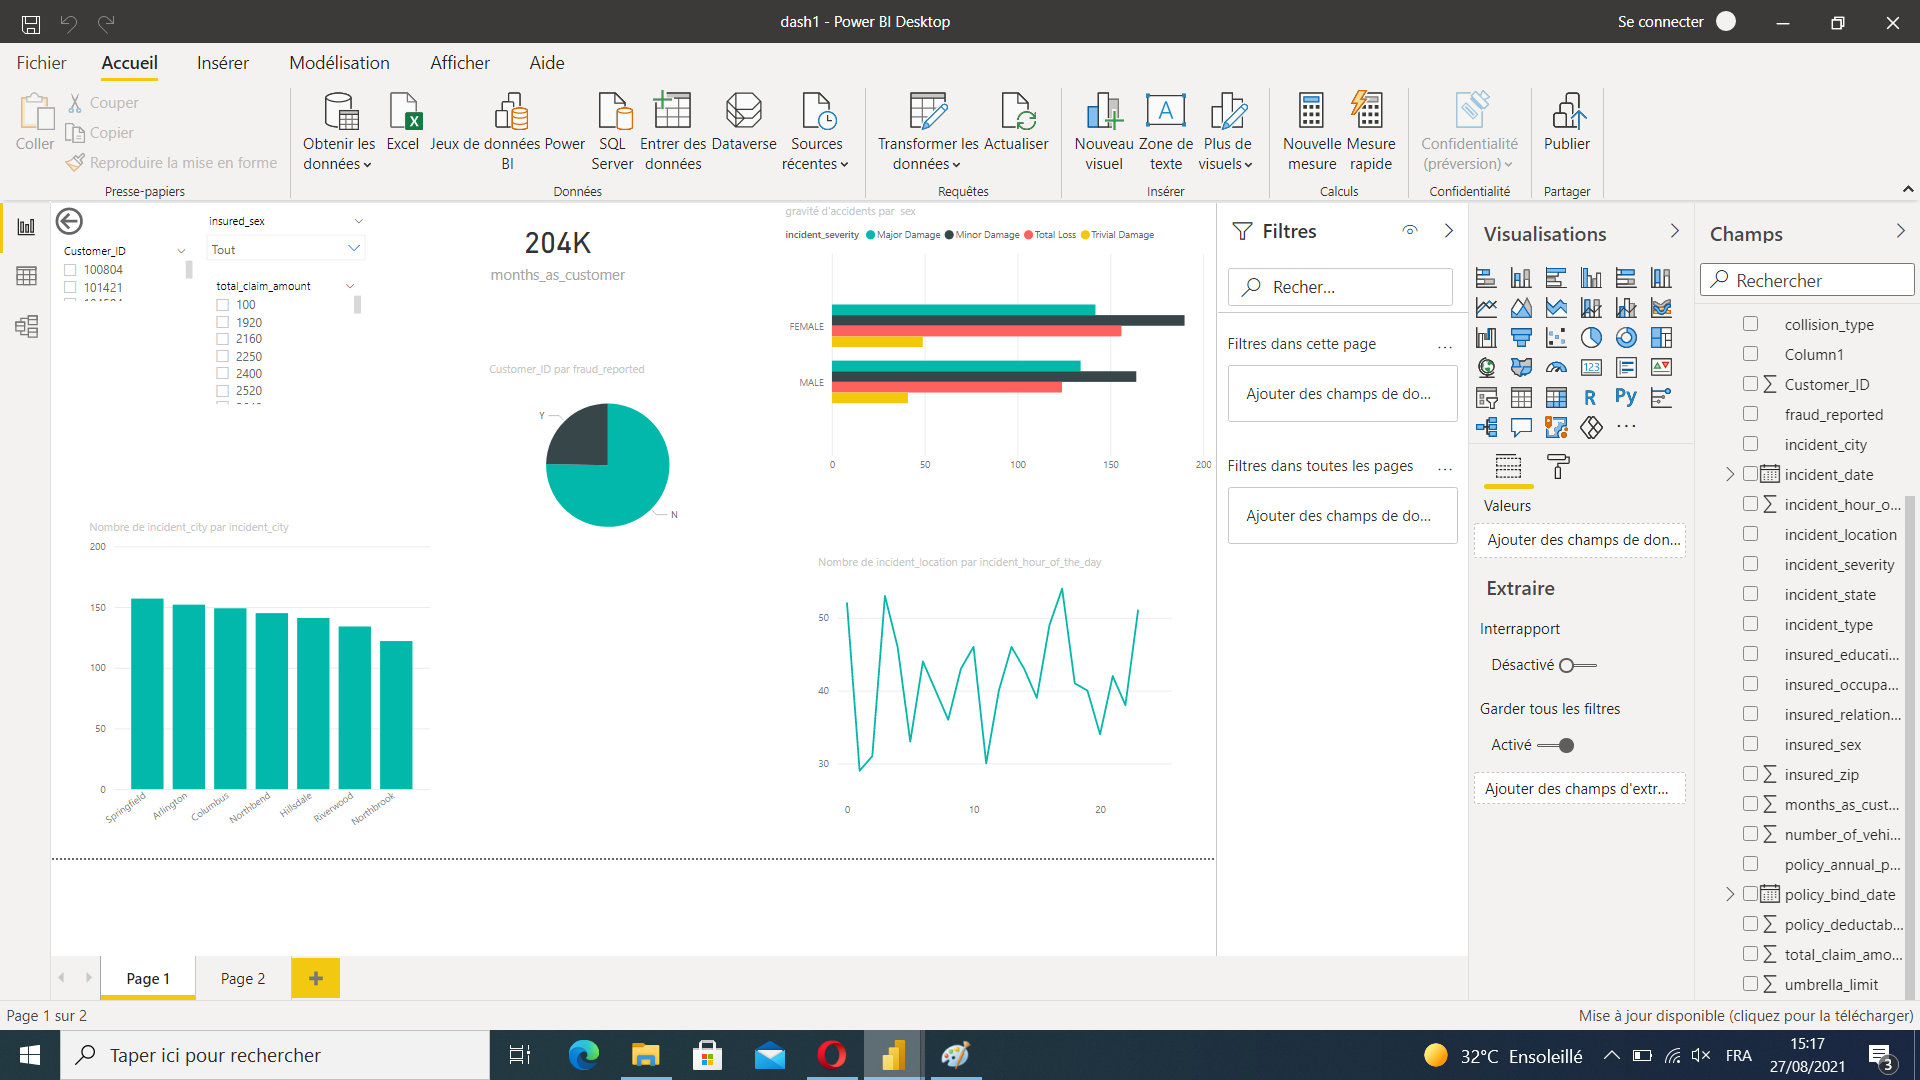 dash1 - Power BI Desktop
Se connecter
Fichier
Accueil
Insérer
Modélisation
Afficher
Aide
Coller
Couper
Copier
Reproduire la mise en forme
Presse-papiers
Obtenir les données
Excel
Jeux de données Power BI
SQL Server
Entrer des données
Dataverse
Sources récentes
Données
Transformer les données
Actualiser
Requêtes
Nouveau visuel
Zone de texte
Plus de visuels
Insérer
Nouvelle mesure
Mesure rapide
Calculs
Confidentialité (préversion)
Confidentialité
Publier
Partager
Customer_ID
100804
101421
insured_sex
Tout
total_claim_amount
100
1920
2160
2250
2400
2520
204K
months_as_customer
gravité d'accidents par sex
incident_severity Major Damage Minor Damage Total Loss Trivial Damage
FEMALE
MALE
0 50 100 150 200
Customer_ID par fraud_reported
Y
N
Nombre de incident_city par incident_city
200
150
100
50
0
Springfield Arlington Columbus Northbend Hillsdale Riverwood Northbrook
Nombre de incident_location par incident_hour_of_the_day
50
40
30
0 10 20
Filtres
Recher...
Filtres dans cette page ...
Ajouter des champs de do...
Filtres dans toutes les pages ...
Ajouter des champs de do...
Visualisations
123
R
Py
...
Valeurs
Ajouter des champs de don...
Extraire
Interrapport
Désactivé
Garder tous les filtres
Activé
Ajouter des champs d'extr...
Champs
Rechercher
collision_type
Column1
Customer_ID
fraud_reported
incident_city
incident_date
incident_hour_o...
incident_location
incident_severity
incident_state
incident_type
insured_educati...
insured_occupa...
insured_relation...
insured_sex
insured_zip
months_as_cust...
number_of_vehi...
policy_annual_p...
policy_bind_date
policy_deductab...
total_claim_amo...
umbrella_limit
Page 1
Page 2
Page 1 sur 2
Mise à jour disponible (cliquez pour la télécharger)
Taper ici pour rechercher
32°C Ensoleillé
FRA
15:17
27/08/2021
3